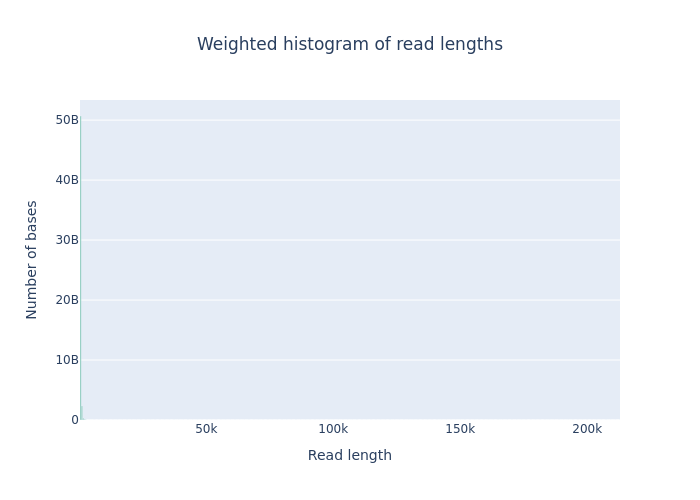 Weighted histogram of read lengths
50B
40B
30B
20B
10B
0
50k
100k
150k
200k
Number of bases
Read length